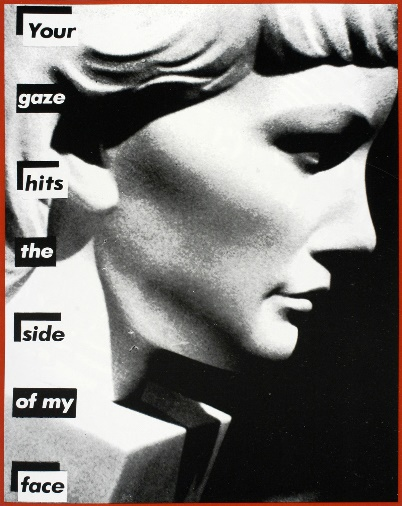 Your
gaze
hits
the
side
of my
face